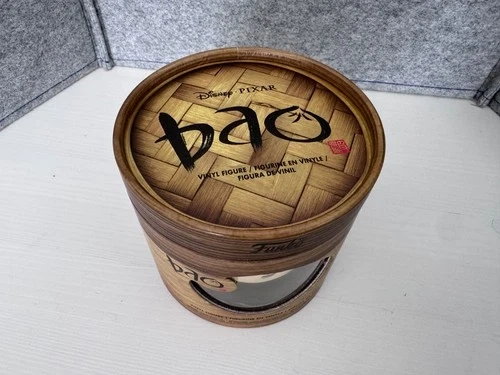 Disney · PIXAR
bao
VINYL FIGURE / FIGURINE EN VINYLE /
FIGURA DE VINIL
Funko
bao